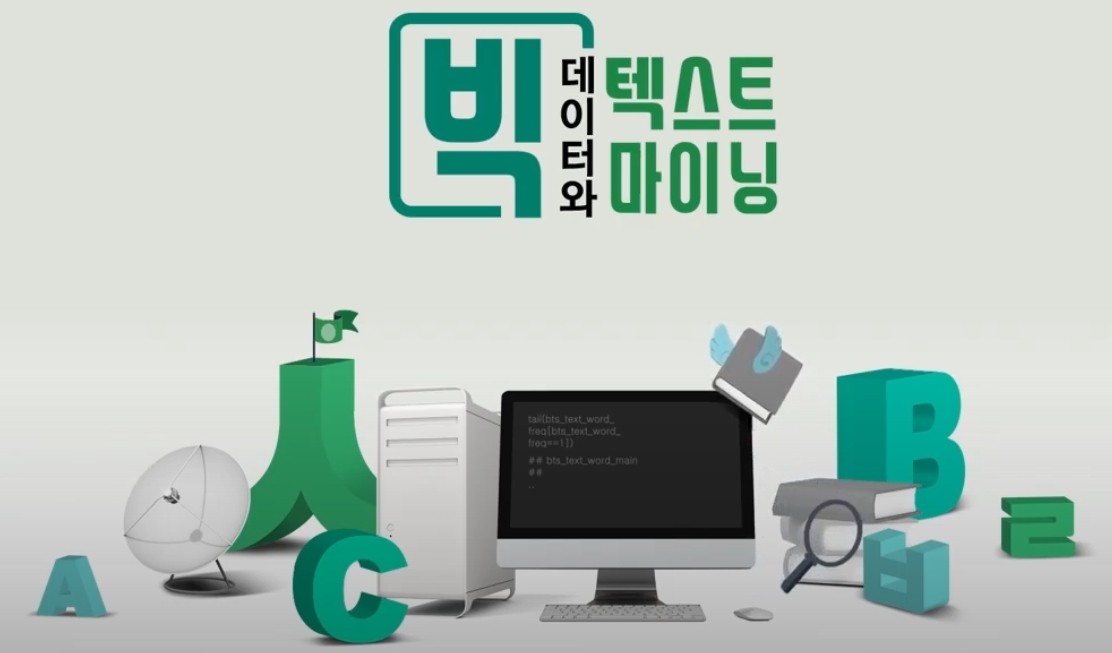 빅데이터와
텍스트
마이닝
tail(bts_text_word_
freq[bts_text_word_
freq==1])
## bts_text_word_main
##
..
ㅅ
B
ㄹ
A
C
ㅂ